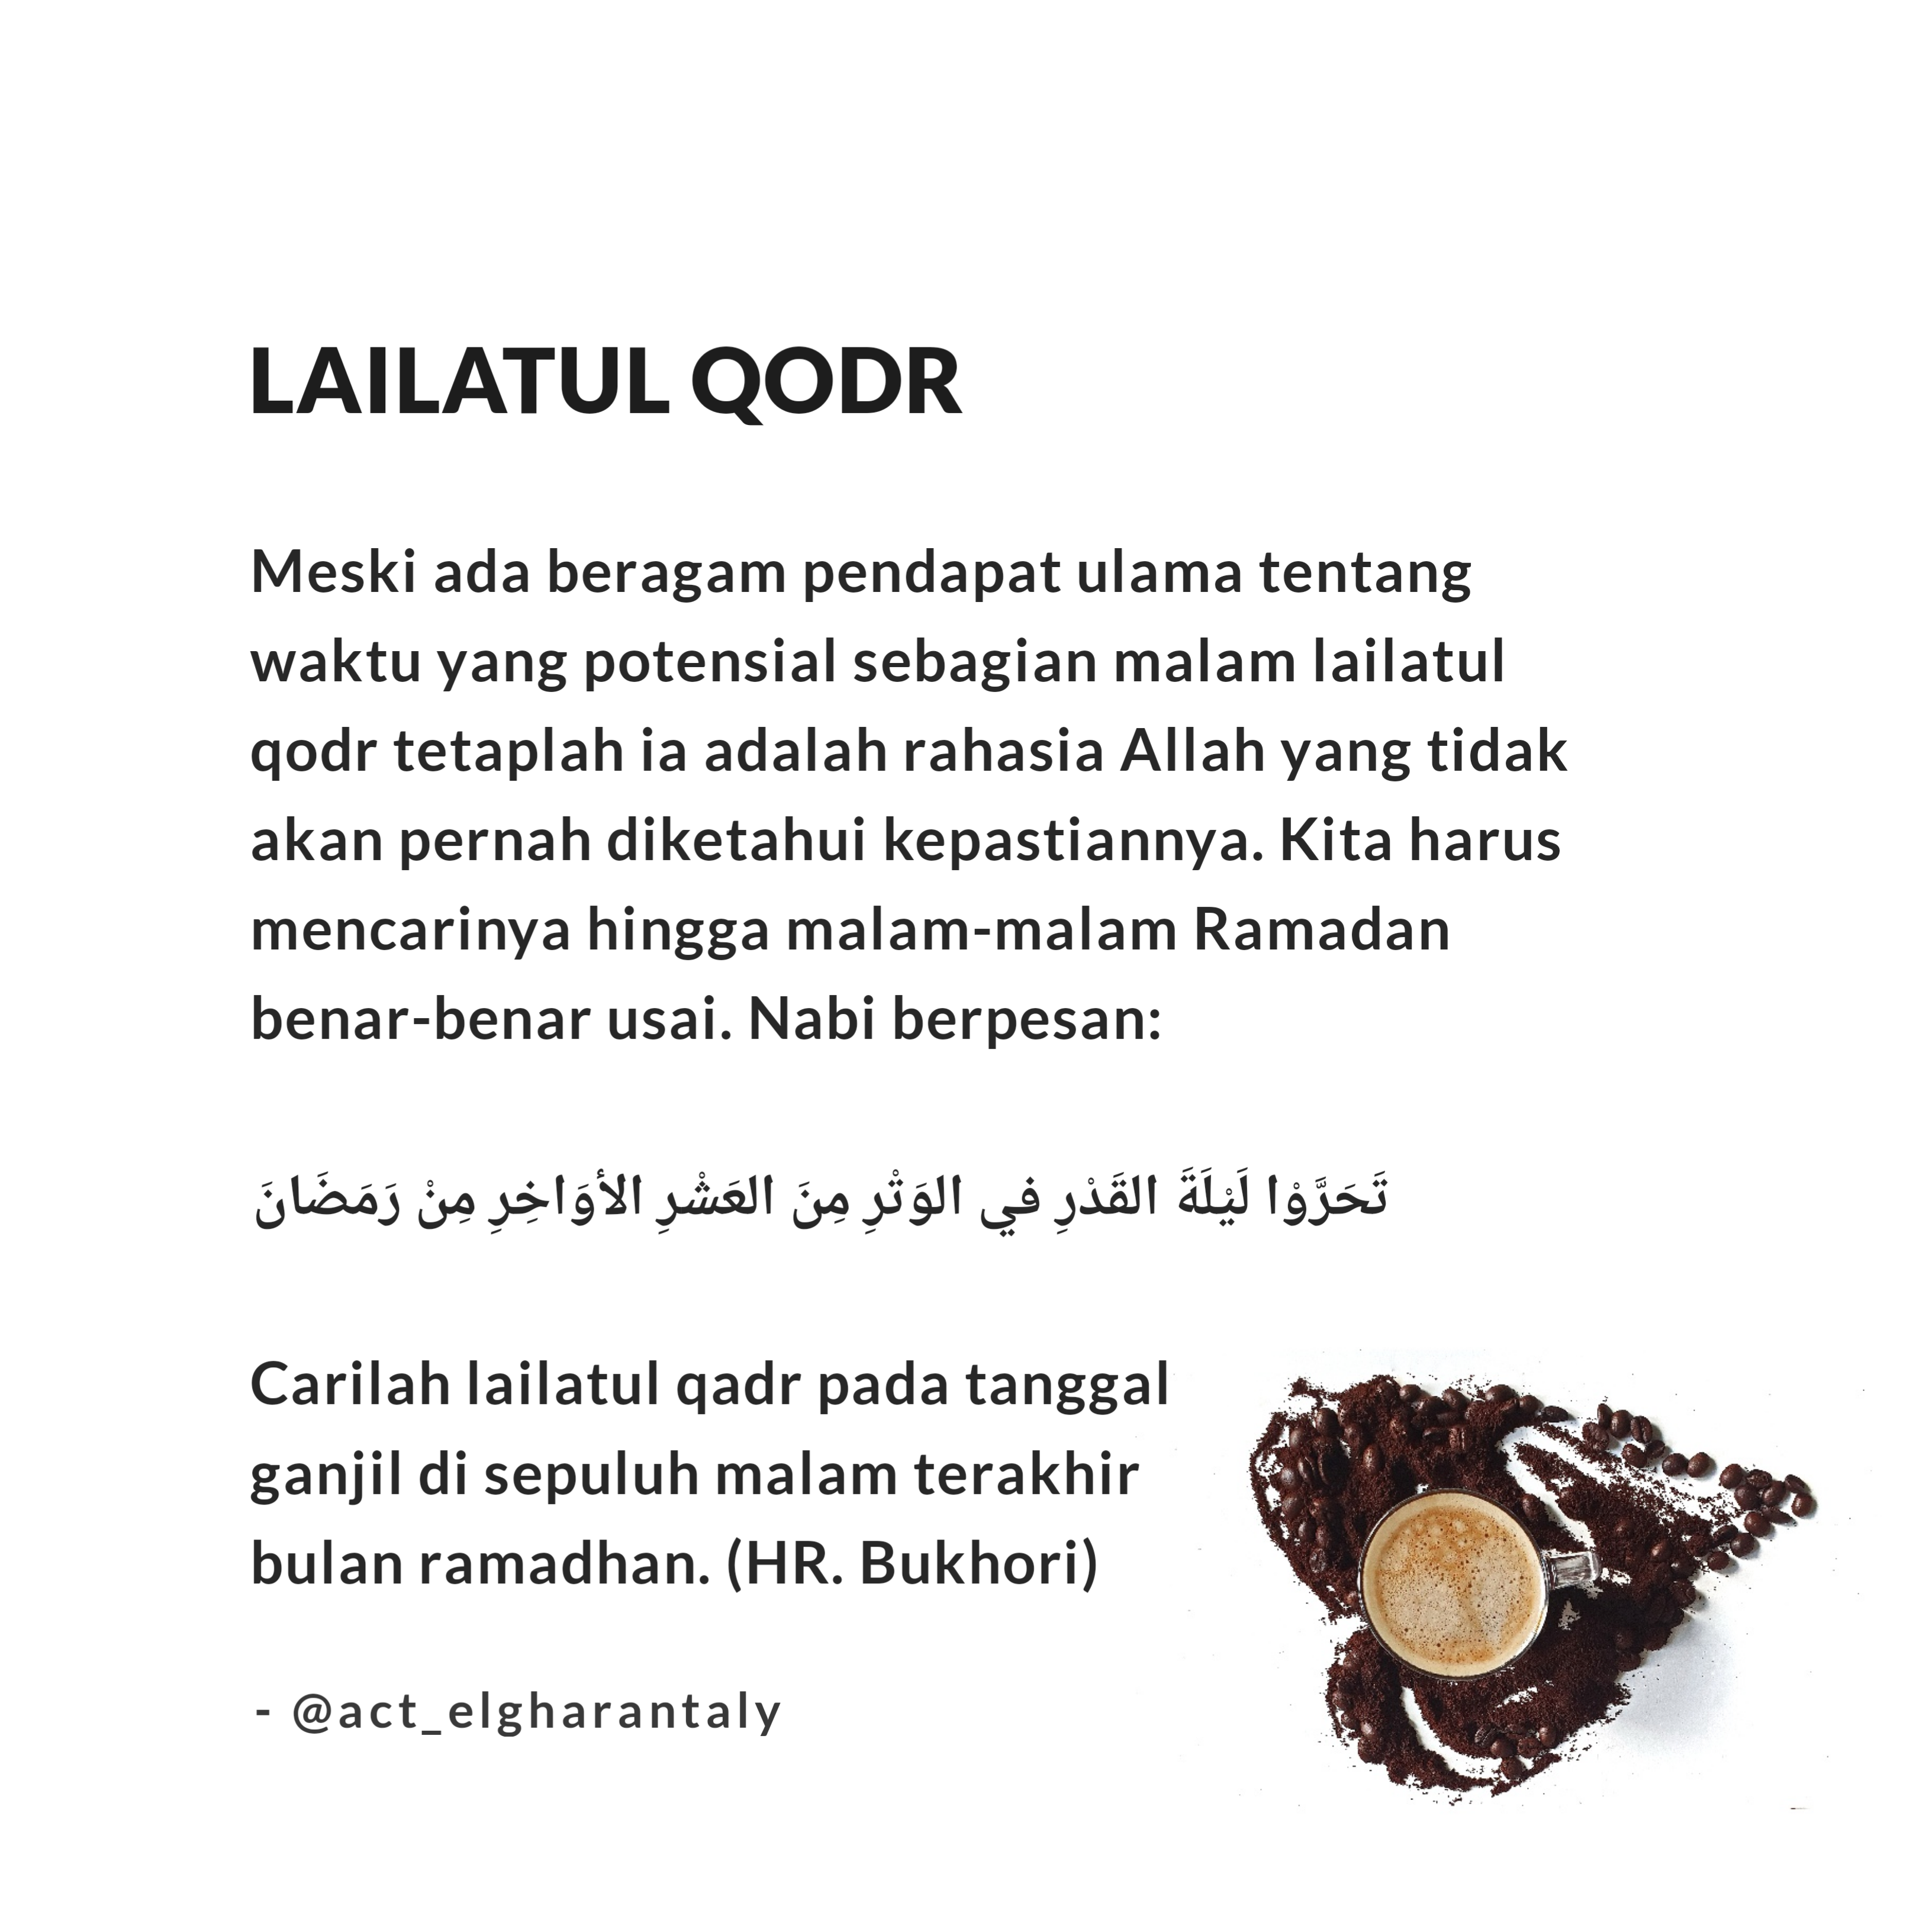 LAILATUL QODR
Meski ada beragam pendapat ulama tentang
waktu yang potensial sebagian malam lailatul
qodr tetaplah ia adalah rahasia Allah yang tidak
akan pernah diketahui kepastiannya. Kita harus
mencarinya hingga malam-malam Ramadan
benar-benar usai. Nabi berpesan:
تَحَرَّوْا لَيْلَةَ القَدْرِ في الوَتْرِ مِنَ العَشْرِ الأوَاخِرِ مِنْ رَمَضَانَ
Carilah lailatul qadr pada tanggal
ganjil di sepuluh malam terakhir
bulan ramadhan. (HR. Bukhori)
- @act_elgharantaly